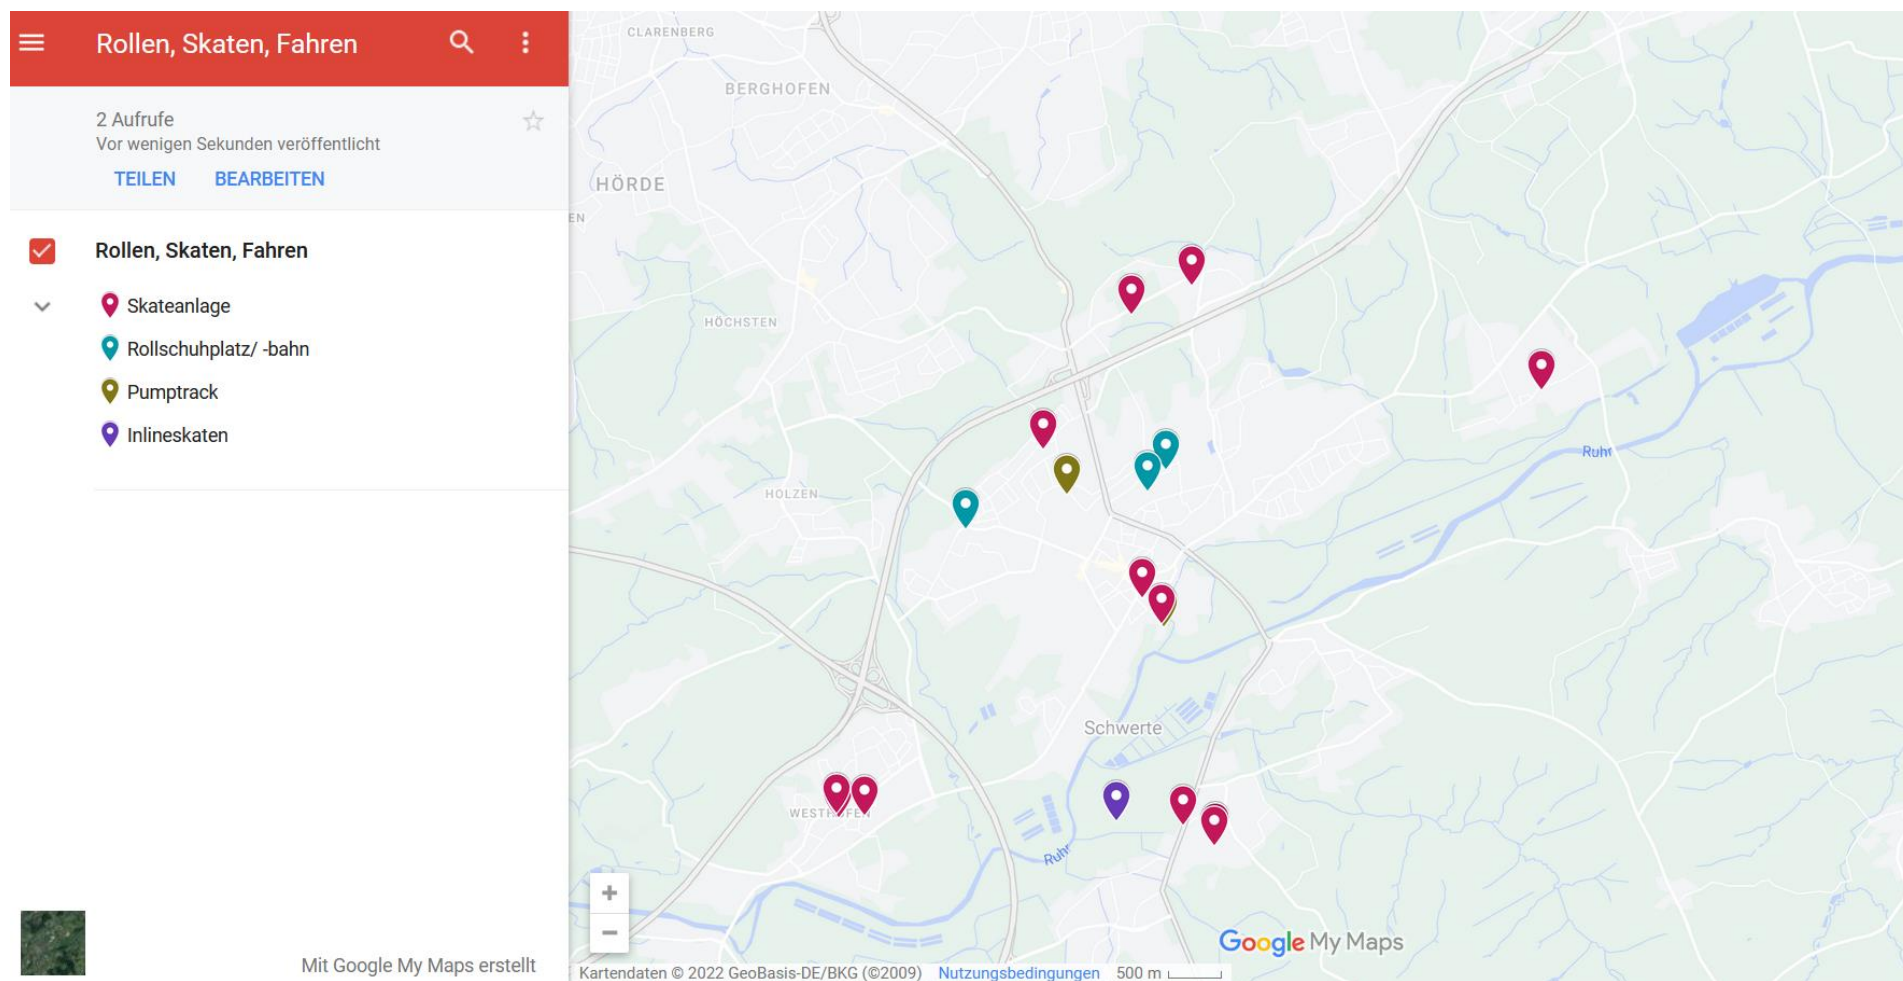 Rollen, Skaten, Fahren
2 Aufrufe
Vor wenigen Sekunden veröffentlicht
TEILEN BEARBEITEN
Rollen, Skaten, Fahren
Skateanlage
Rollschuhplatz/ -bahn
Pumptrack
Inlineskaten
Mit Google My Maps erstellt
CLARENBERG
BERGHOFEN
HÖRDE
EN
HÖCHSTEN
Ruhr
HOLZEN
Schwerte
WESTHOFEN
Ruhr
Google My Maps
Kartendaten © 2022 GeoBasis-DE/BKG (©2009) Nutzungsbedingungen 500 m